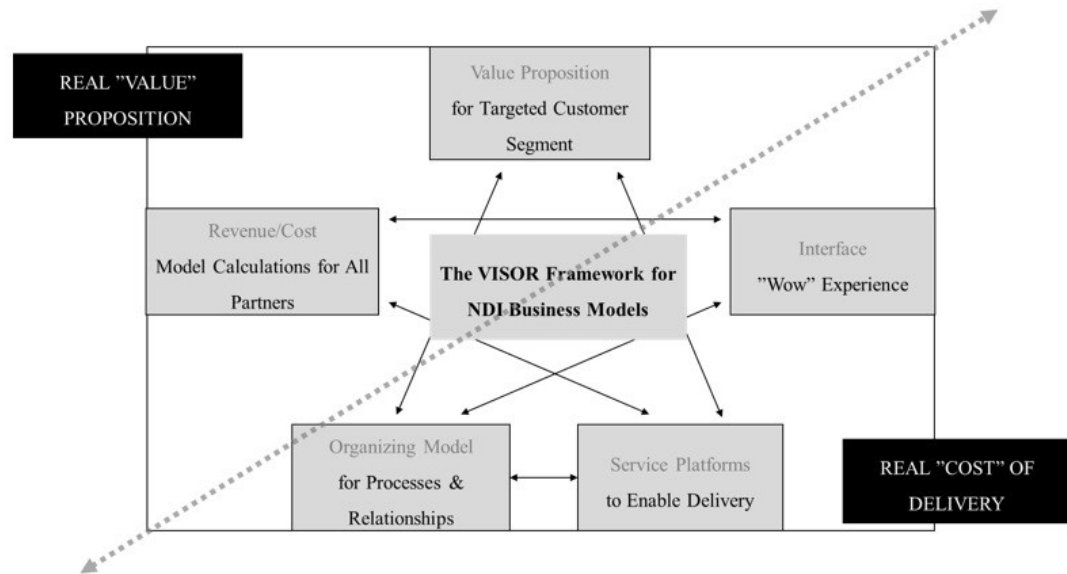 REAL ”VALUE”
PROPOSITION
Value Proposition
for Targeted Customer
Segment
Revenue/Cost
Model Calculations for All
Partners
The VISOR Framework for
NDI Business Models
Interface
”Wow” Experience
Organizing Model
for Processes &
Relationships
Service Platforms
to Enable Delivery
REAL ”COST” OF
DELIVERY